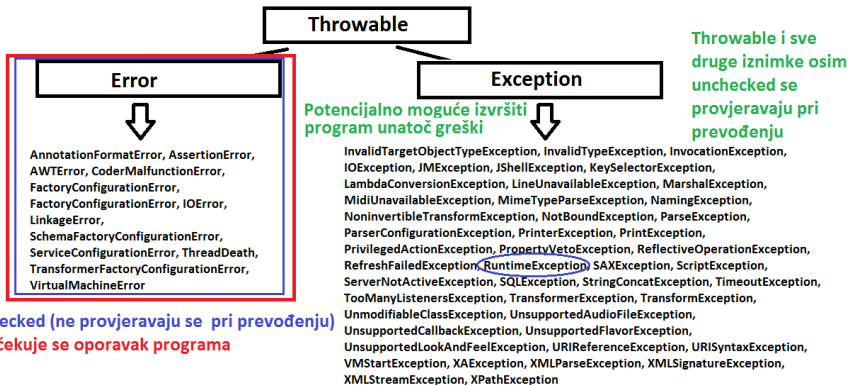 Throwable
Error
Exception
Throwable i sve
druge iznimke osim
unchecked se
provjeravaju pri
prevođenju
Potencijalno moguće izvršiti
program unatoč greški
AnnotationFormatError, AssertionError,
AWTError, CoderMalfunctionError,
FactoryConfigurationError,
FactoryConfigurationError, IOError,
LinkageError,
SchemaFactoryConfigurationError,
ServiceConfigurationError, ThreadDeath,
TransformerFactoryConfigurationError,
VirtualMachineError
InvalidTargetObjectTypeException, InvalidTypeException, InvocationException,
IOException, JMException, JShellException, KeySelectorException,
LambdaConversionException, LineUnavailableException, MarshalException,
MidiUnavailableException, MimeTypeParseException, NamingException,
NoninvertibleTransformException, NotBoundException, ParseException,
ParserConfigurationException, PrinterException, PrintException,
PrivilegedActionException, PropertyVetoException, ReflectiveOperationException,
RefreshFailedException, RuntimeException, SAXException, ScriptException,
ServerNotActiveException, SQLException, StringConcatException, TimeoutException,
TooManyListenersException, TransformerException, TransformException,
UnmodifiableClassException, UnsupportedAudioFileException,
UnsupportedCallbackException, UnsupportedFlavorException,
UnsupportedLookAndFeelException, URIReferenceException, URISyntaxException,
VMStartException, XAException, XMLParseException, XMLSignatureException,
XMLStreamException, XPathException
ecked (ne provjeravaju se pri prevođenju)
čekuje se oporavak programa